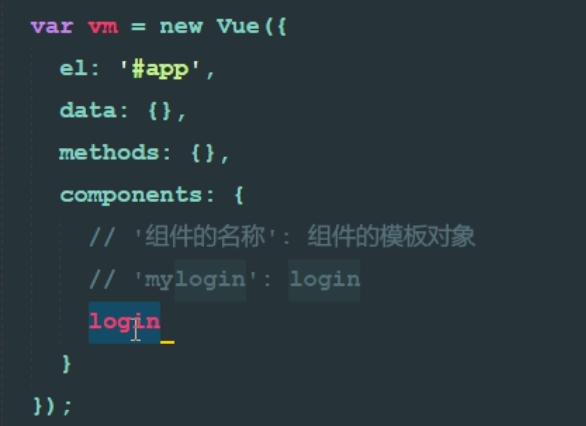 var vm = new Vue({
el: '#app',
data: {},
methods: {},
components: {
// '组件的名称': 组件的模板对象
// 'mylogin': login
login
}
});